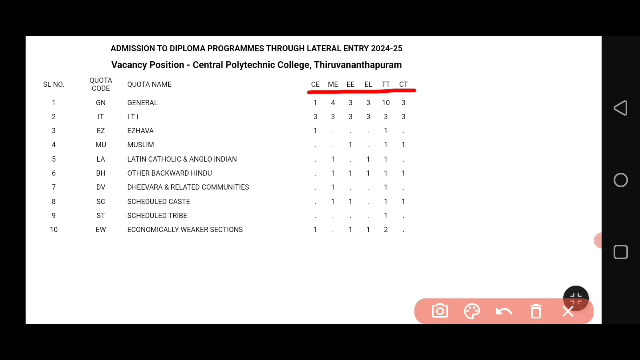 ADMISSION TO DIPLOMA PROGRAMMES THROUGH LATERAL ENTRY 2024-25
Vacancy Position - Central Polytechnic College, Thiruvananthapuram
SL NO. QUOTA CODE QUOTA NAME CE ME EE EL TT CT
1 GN GENERAL 1 4 3 3 10 3
2 IT I T I 3 3 3 3 3 3
3 EZ EZHAVA 1 . . . 1 .
4 MU MUSLIM . . 1 . 1 1
5 LA LATIN CATHOLIC & ANGLO INDIAN . 1 . 1 1 .
6 BH OTHER BACKWARD HINDU . 1 1 1 1 1
7 DV DHEEVARA & RELATED COMMUNITIES . 1 . . 1 .
8 SC SCHEDULED CASTE . 1 1 . 1 1
9 ST SCHEDULED TRIBE . . . . 1 .
10 EW ECONOMICALLY WEAKER SECTIONS 1 . 1 1 2 .